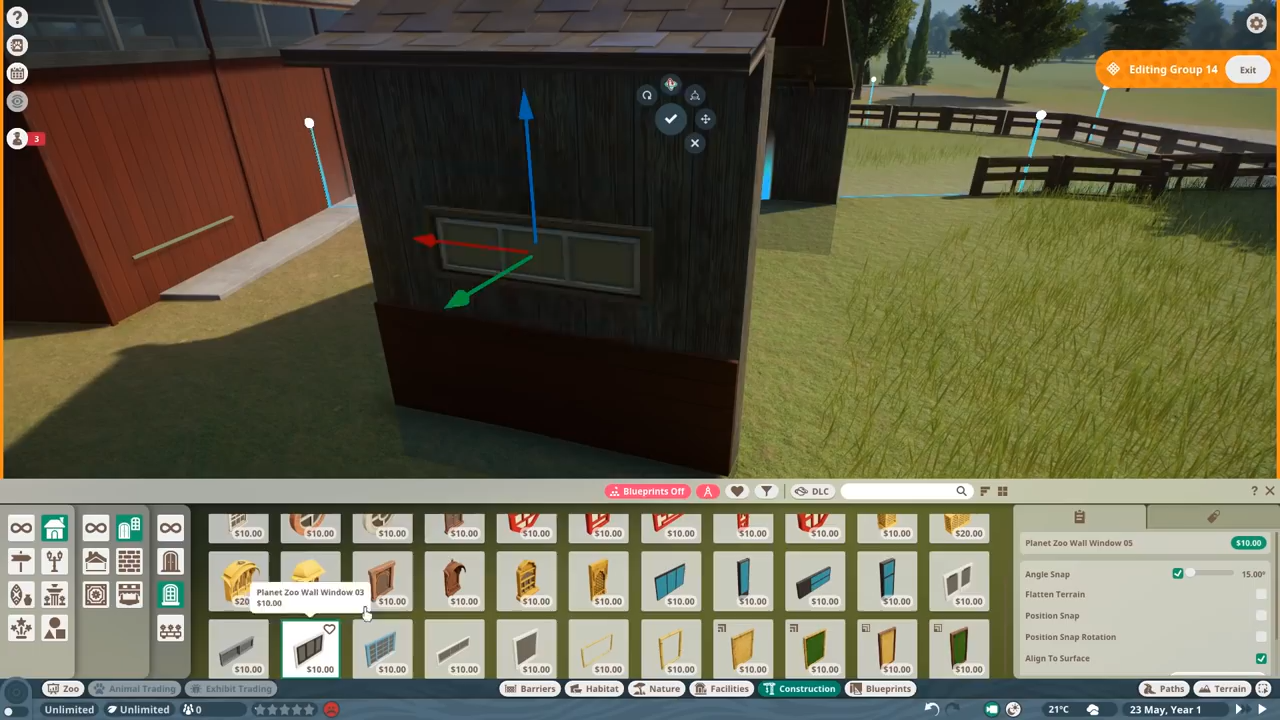 ?
Editing Group 14
Exit
3
Blueprints Off
DLC
?
$10.00 $10.00 $10.00 $10.00 $10.00 $10.00 $10.00 $10.00 $10.00 $10.00 $20.00
Planet Zoo Wall Window 05 $10.00
Angle Snap 15.00°
$20 $10.00 $10.00 $10.00 $10.00 $10.00 $10.00 $10.00 $10.00 $10.00
Planet Zoo Wall Window 03
$10.00
Flatten Terrain
Position Snap
Position Snap Rotation
Align To Surface
$10.00 $10.00 $10.00 $10.00 $10.00 $10.00 $10.00 $10.00 $10.00 $10.00 $10.00
Zoo Animal Trading Exhibit Trading Barriers Habitat Nature Facilities Construction Blueprints Paths Terrain
Unlimited Unlimited 0 21°C 23 May, Year 1